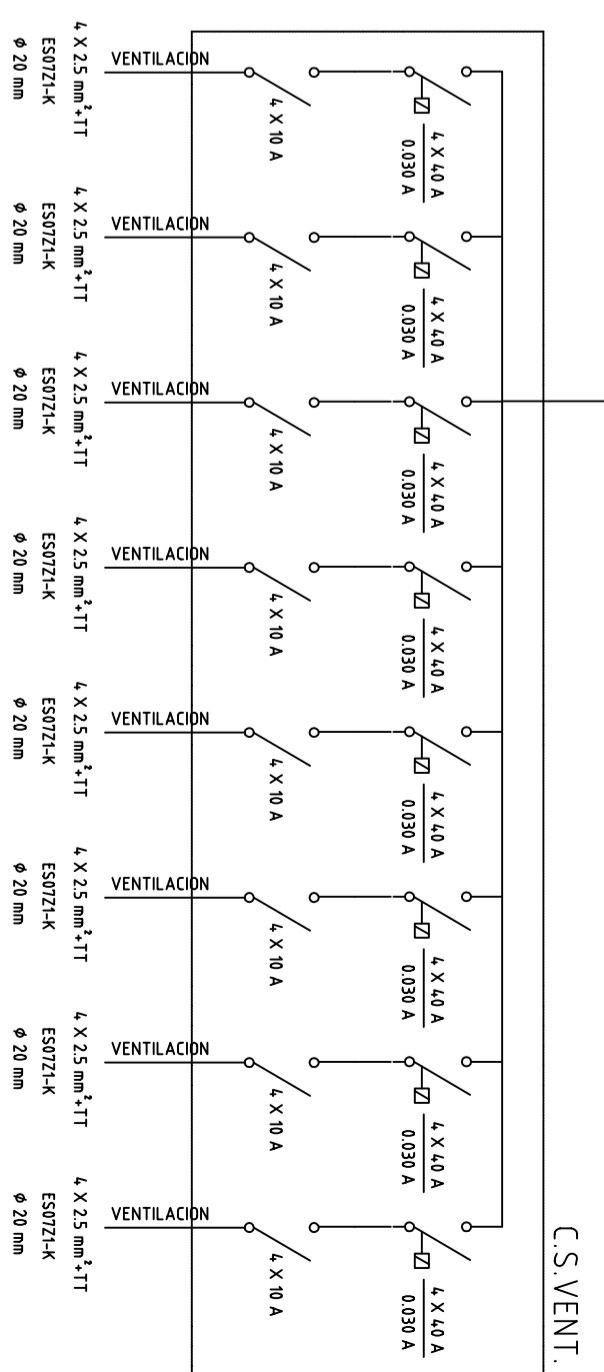 C.S.VENT.
4 X 40 A
0.030 A
4 X 10 A
VENTILACION
4 X 2.5 mm²+TT
ES07Z1-K
ø 20 mm
4 X 40 A
0.030 A
4 X 10 A
VENTILACION
4 X 2.5 mm²+TT
ES07Z1-K
ø 20 mm
4 X 40 A
0.030 A
4 X 10 A
VENTILACION
4 X 2.5 mm²+TT
ES07Z1-K
ø 20 mm
4 X 40 A
0.030 A
4 X 10 A
VENTILACION
4 X 2.5 mm²+TT
ES07Z1-K
ø 20 mm
4 X 40 A
0.030 A
4 X 10 A
VENTILACION
4 X 2.5 mm²+TT
ES07Z1-K
ø 20 mm
4 X 40 A
0.030 A
4 X 10 A
VENTILACION
4 X 2.5 mm²+TT
ES07Z1-K
ø 20 mm
4 X 40 A
0.030 A
4 X 10 A
VENTILACION
4 X 2.5 mm²+TT
ES07Z1-K
ø 20 mm
4 X 40 A
0.030 A
4 X 10 A
VENTILACION
4 X 2.5 mm²+TT
ES07Z1-K
ø 20 mm